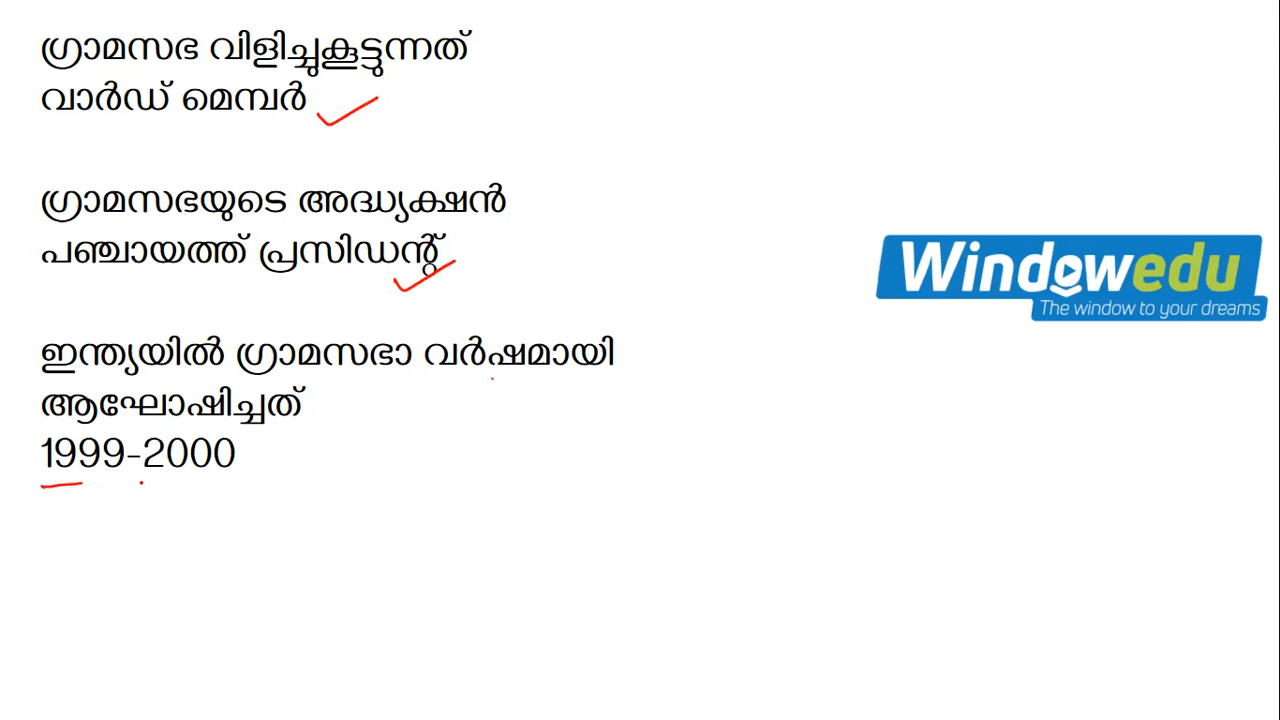 ഗ്രാമസഭ വിളിച്ചുകൂട്ടുന്നത്
വാർഡ് മെമ്പർ
ഗ്രാമസഭയുടെ അദ്ധ്യക്ഷൻ
പഞ്ചായത്ത് പ്രസിഡന്റ്
ഇന്ത്യയിൽ ഗ്രാമസഭാ വർഷമായി
ആഘോഷിച്ചത്
1999-2000
Windowedu
The window to your dreams